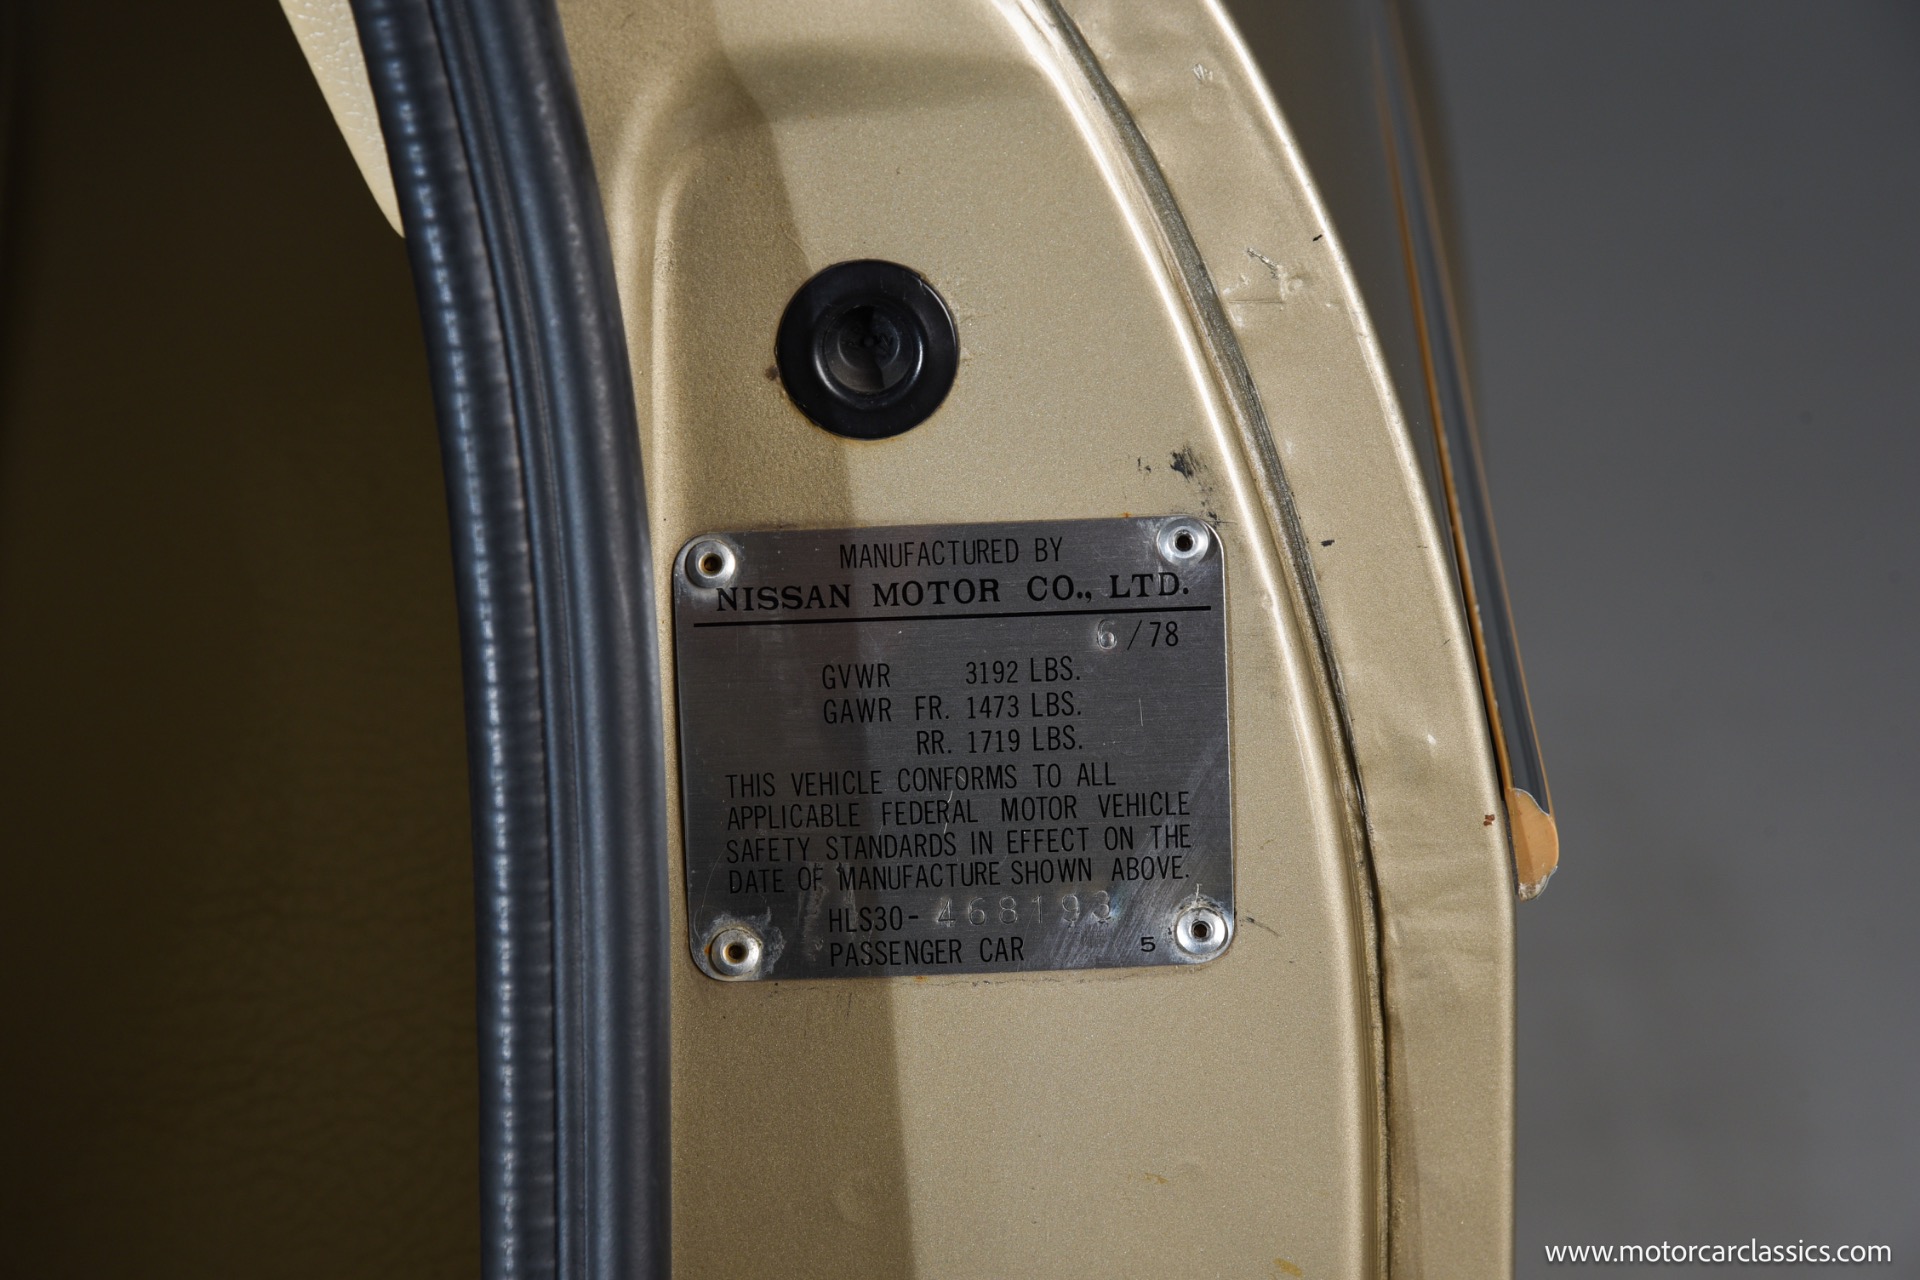 MANUFACTURED BY
NISSAN MOTOR CO., LTD.
6/78
GVWR 3192 LBS.
GAWR FR. 1473 LBS.
RR. 1719 LBS.
THIS VEHICLE CONFORMS TO ALL
APPLICABLE FEDERAL MOTOR VEHICLE
SAFETY STANDARDS IN EFFECT ON THE
DATE OF MANUFACTURE SHOWN ABOVE.
HLS30-468193
PASSENGER CAR 5
www.motorcarclassics.com